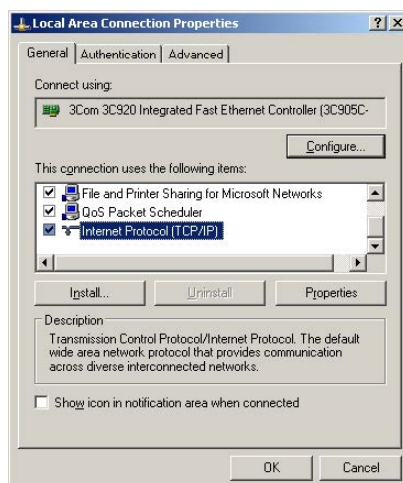 Local Area Connection Properties
General Authentication Advanced
Connect using:
3Com 3C920 Integrated Fast Ethernet Controller (3C905C-
Configure...
This connection uses the following items:
File and Printer Sharing for Microsoft Networks
QoS Packet Scheduler
Internet Protocol (TCP/IP)
Install... Uninstall Properties
Description
Transmission Control Protocol/Internet Protocol. The default
wide area network protocol that provides communication
across diverse interconnected networks.
Show icon in notification area when connected
OK Cancel